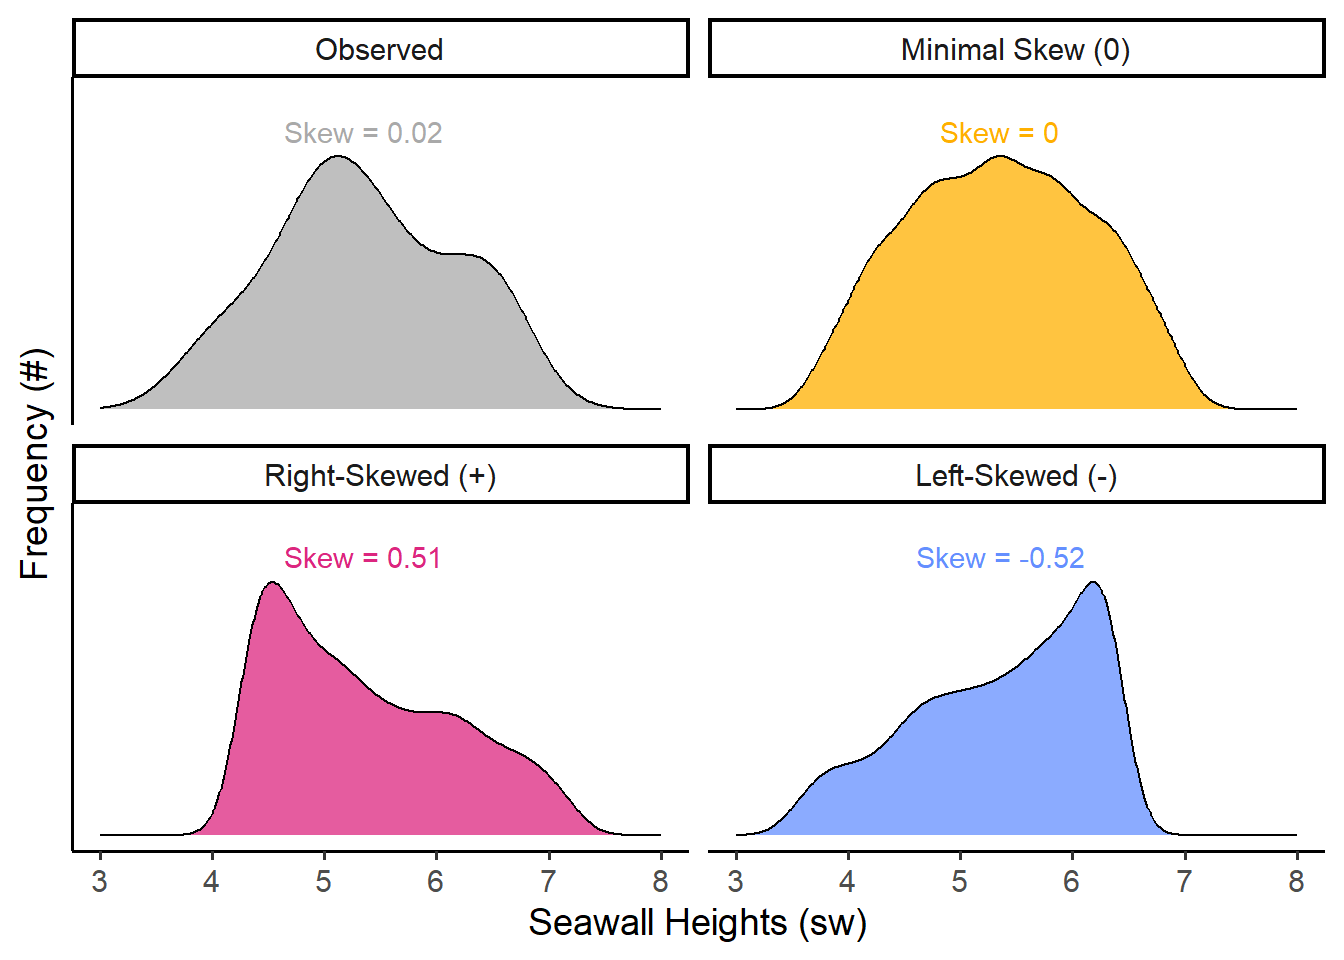 Observed
Minimal Skew (0)
Skew = 0.02
Skew = 0
Frequency (#)
Right-Skewed (+)
Left-Skewed (-)
Skew = 0.51
Skew = -0.52
3 4 5 6 7 8
3 4 5 6 7 8
Seawall Heights (sw)